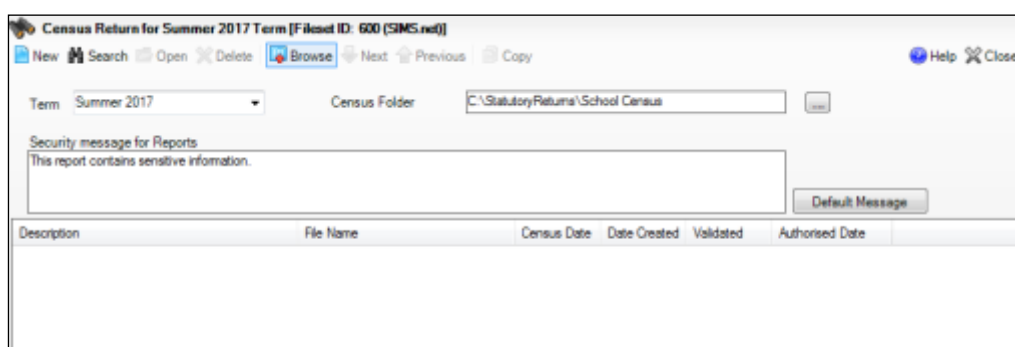 Census Return for Summer 2017 Term [Fileset ID: 600 (SIMS.net)]
New Search Open Delete Browse Next Previous Copy Help Close
Term Summer 2017 Census Folder C:\StatutoryReturns\School Census ...
Security message for Reports
This report contains sensitive information.
Default Message
Description File Name Census Date Date Created Validated Authorised Date